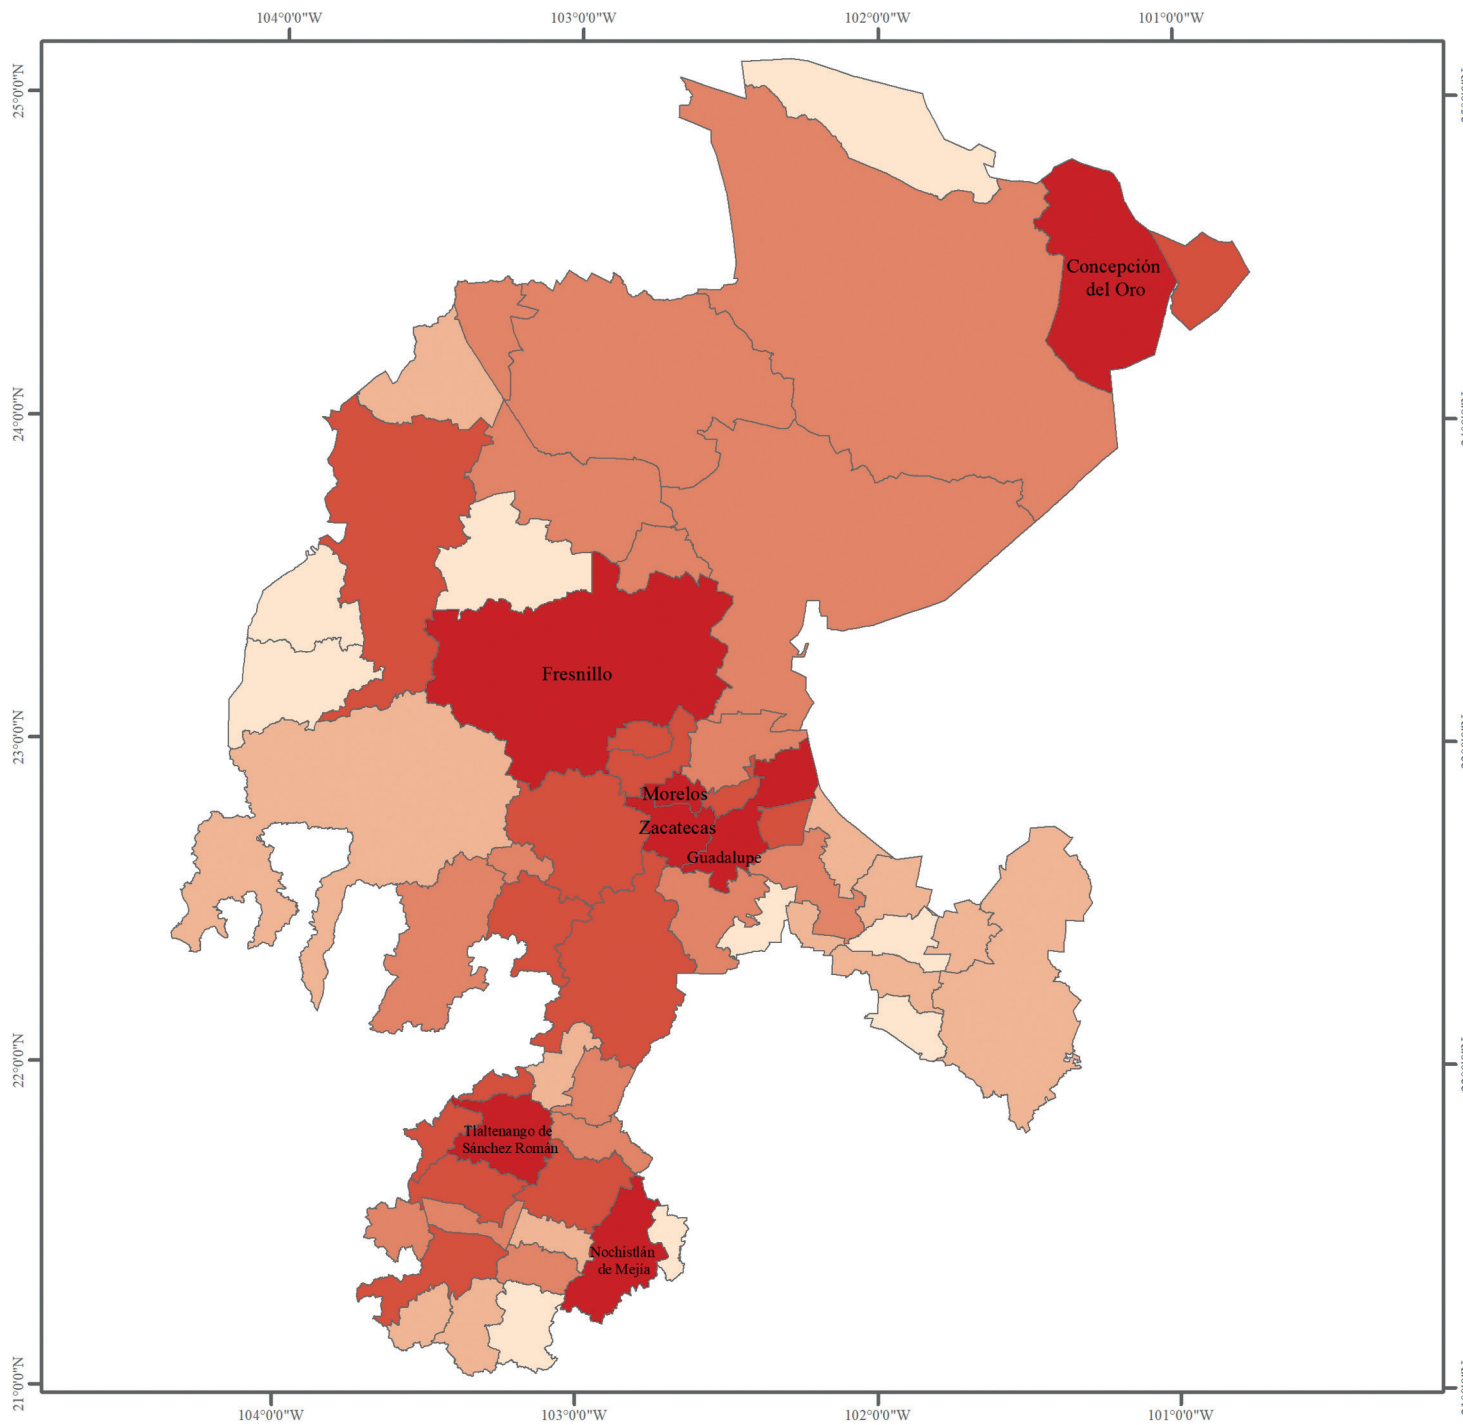 104°0'0"W
103°0'0"W
102°0'0"W
101°0'0"W
25°0'0"N
24°0'0"N
23°0'0"N
22°0'0"N
21°0'0"N
Concepción
del Oro
Fresnillo
Morelos
Zacatecas
Guadalupe
Tlaltenango de
Sánchez Román
Nochistlán
de Mejía
104°0'0"W
103°0'0"W
102°0'0"W
101°0'0"W